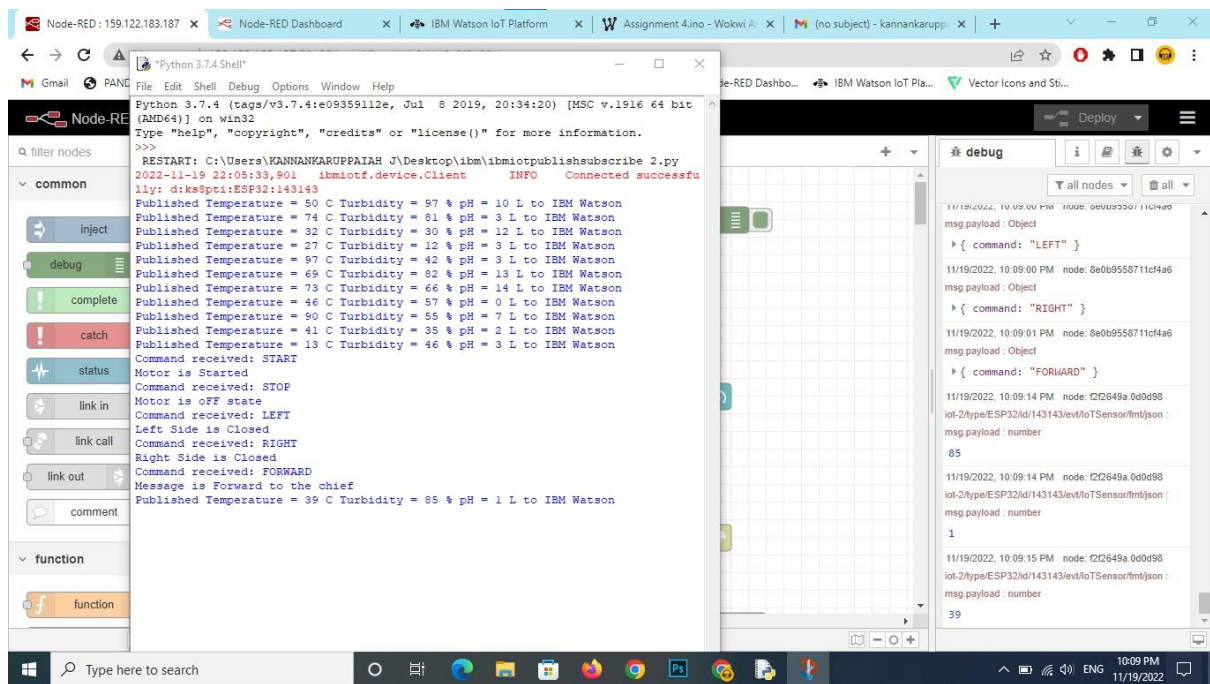 Node-RED : 159.122.183.187
Node-RED Dashboard
IBM Watson IoT Platform
Assignment 4.ino - Wokwi Ar
(no subject) - kannankarupp
Gmail
PAND
de-RED Dashbo...
IBM Watson IoT Pla...
Vector Icons and Sti...
*Python 3.7.4 Shell*
File Edit Shell Debug Options Window Help
Python 3.7.4 (tags/v3.7.4:e09359112e, Jul 8 2019, 20:34:20) [MSC v.1916 64 bit
(AMD64)] on win32
Type "help", "copyright", "credits" or "license()" for more information.
>>>
RESTART: C:\Users\KANNANKARUPPAIAH J\Desktop\ibm\ibmiotpublishsubscribe 2.py
2022-11-19 22:05:33,901 ibmiotf.device.Client INFO Connected successfu
lly: d:ks8pti:ESP32:143143
Published Temperature = 50 C Turbidity = 97 % pH = 10 L to IBM Watson
Published Temperature = 74 C Turbidity = 81 % pH = 3 L to IBM Watson
Published Temperature = 32 C Turbidity = 30 % pH = 12 L to IBM Watson
Published Temperature = 27 C Turbidity = 12 % pH = 3 L to IBM Watson
Published Temperature = 97 C Turbidity = 42 % pH = 3 L to IBM Watson
Published Temperature = 69 C Turbidity = 82 % pH = 13 L to IBM Watson
Published Temperature = 73 C Turbidity = 66 % pH = 14 L to IBM Watson
Published Temperature = 46 C Turbidity = 57 % pH = 0 L to IBM Watson
Published Temperature = 90 C Turbidity = 55 % pH = 7 L to IBM Watson
Published Temperature = 41 C Turbidity = 35 % pH = 2 L to IBM Watson
Published Temperature = 13 C Turbidity = 46 % pH = 3 L to IBM Watson
Command received: START
Motor is Started
Command received: STOP
Motor is oFF state
Command received: LEFT
Left Side is Closed
Command received: RIGHT
Right Side is Closed
Command received: FORWARD
Message is Forward to the chief
Published Temperature = 39 C Turbidity = 85 % pH = 1 L to IBM Watson
Node-RE
Deploy
filter nodes
common
inject
debug
complete
catch
status
link in
link call
link out
comment
function
function
debug
all nodes
all
msg.payload : Object
{ command: "LEFT" }
11/19/2022, 10:09:00 PM node: 8e0b9558711cf4a6
msg.payload : Object
{ command: "RIGHT" }
11/19/2022, 10:09:01 PM node: 8e0b9558711cf4a6
msg.payload : Object
{ command: "FORWARD" }
11/19/2022, 10:09:14 PM node: f2f2649a.0d0d98
iot-2/type/ESP32/id/143143/evt/IoTSensor/fmt/json :
msg.payload : number
85
11/19/2022, 10:09:14 PM node: f2f2649a.0d0d98
iot-2/type/ESP32/id/143143/evt/IoTSensor/fmt/json :
msg.payload : number
1
11/19/2022, 10:09:15 PM node: f2f2649a.0d0d98
iot-2/type/ESP32/id/143143/evt/IoTSensor/fmt/json :
msg.payload : number
39
Type here to search
ENG
10:09 PM
11/19/2022